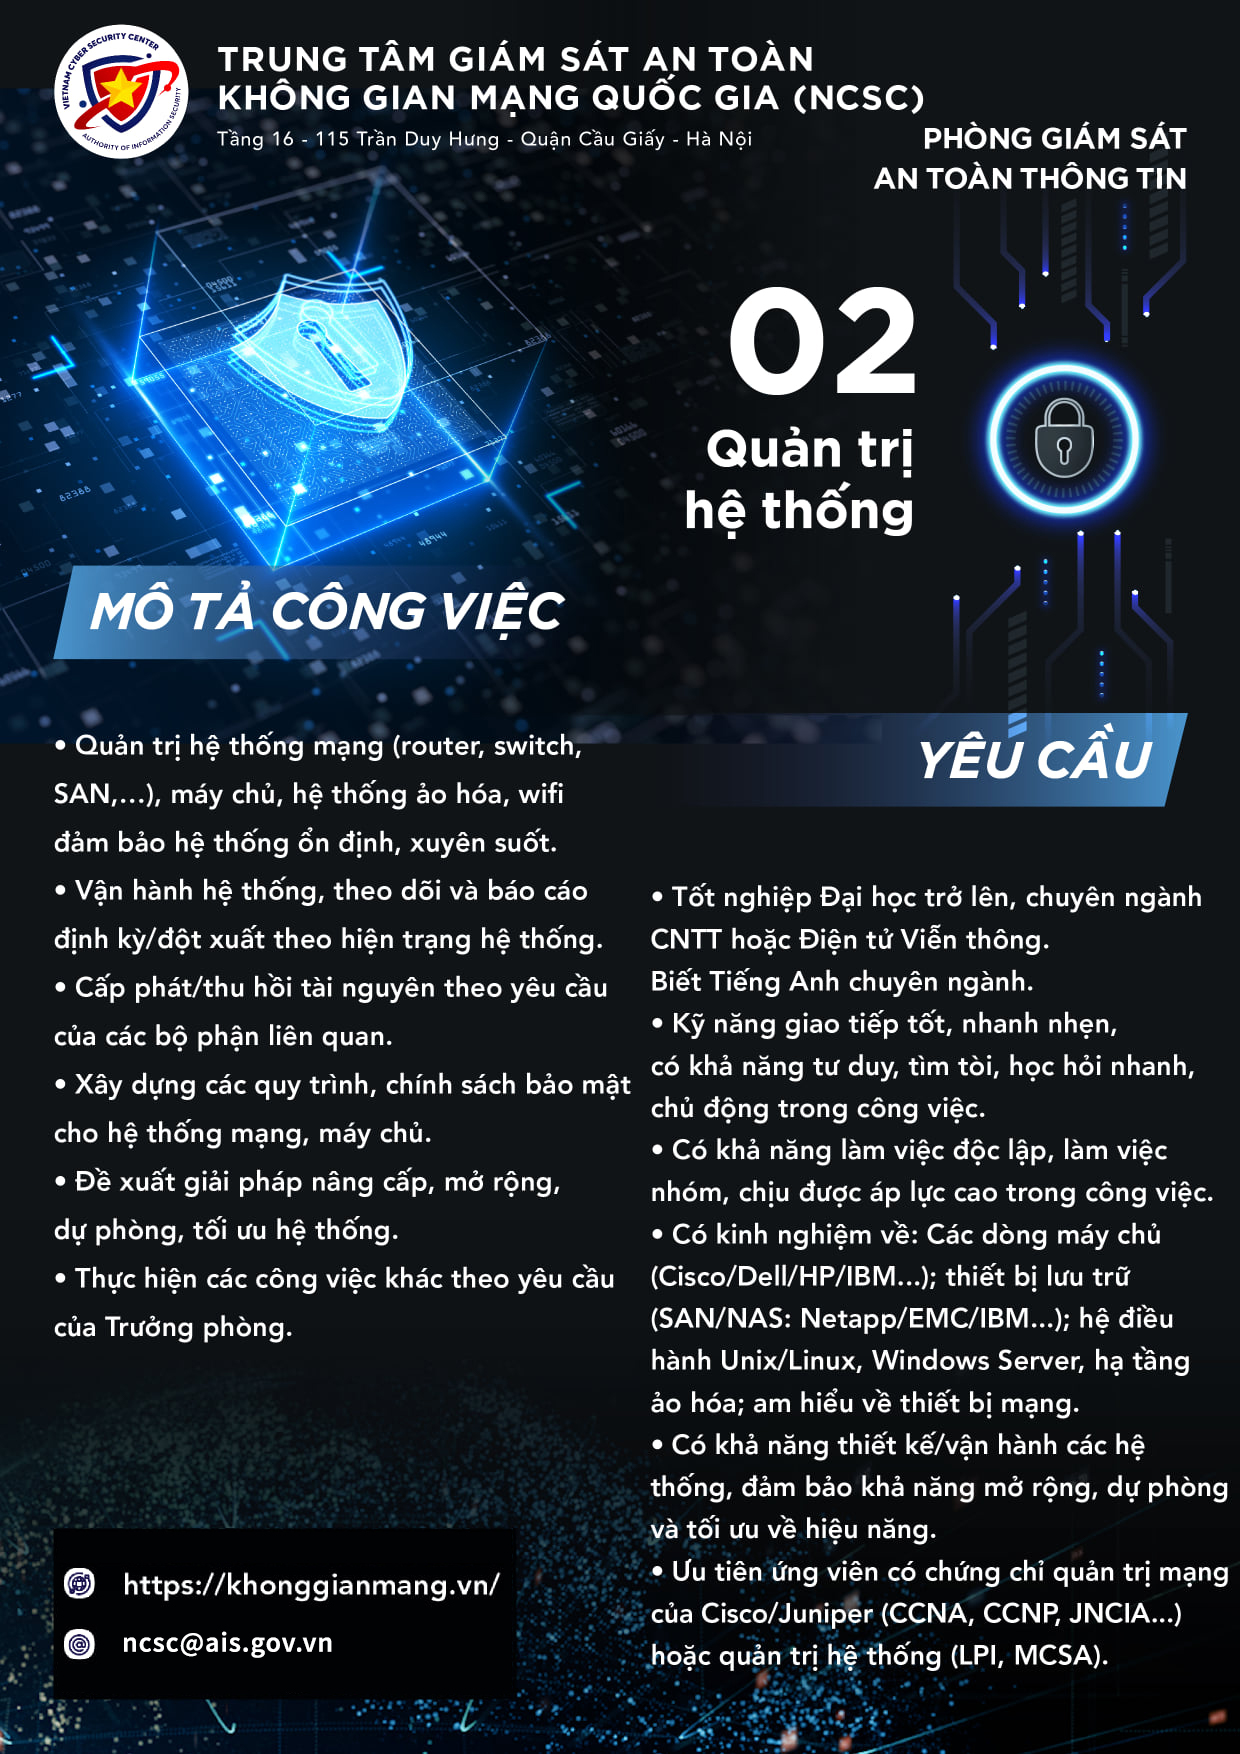 VIETNAM CYBER SECURITY CENTER
AUTHORITY OF INFORMATION SECURITY
TRUNG TÂM GIÁM SÁT AN TOÀN
KHÔNG GIAN MẠNG QUỐC GIA (NCSC)
Tầng 16 - 115 Trần Duy Hưng - Quận Cầu Giấy - Hà Nội
PHÒNG GIÁM SÁT
AN TOÀN THÔNG TIN
02
Quản trị
hệ thống
MÔ TẢ CÔNG VIỆC
• Quản trị hệ thống mạng (router, switch,
SAN,...), máy chủ, hệ thống ảo hóa, wifi
đảm bảo hệ thống ổn định, xuyên suốt.
• Vận hành hệ thống, theo dõi và báo cáo
định kỳ/đột xuất theo hiện trạng hệ thống.
• Cấp phát/thu hồi tài nguyên theo yêu cầu
của các bộ phận liên quan.
• Xây dựng các quy trình, chính sách bảo mật
cho hệ thống mạng, máy chủ.
• Đề xuất giải pháp nâng cấp, mở rộng,
dự phòng, tối ưu hệ thống.
• Thực hiện các công việc khác theo yêu cầu
của Trưởng phòng.
YÊU CẦU
• Tốt nghiệp Đại học trở lên, chuyên ngành
CNTT hoặc Điện tử Viễn thông.
Biết Tiếng Anh chuyên ngành.
• Kỹ năng giao tiếp tốt, nhanh nhẹn,
có khả năng tư duy, tìm tòi, học hỏi nhanh,
chủ động trong công việc.
• Có khả năng làm việc độc lập, làm việc
nhóm, chịu được áp lực cao trong công việc.
• Có kinh nghiệm về: Các dòng máy chủ
(Cisco/Dell/HP/IBM...); thiết bị lưu trữ
(SAN/NAS: Netapp/EMC/IBM...); hệ điều
hành Unix/Linux, Windows Server, hạ tầng
ảo hóa; am hiểu về thiết bị mạng.
• Có khả năng thiết kế/vận hành các hệ
thống, đảm bảo khả năng mở rộng, dự phòng
và tối ưu về hiệu năng.
• Ưu tiên ứng viên có chứng chỉ quản trị mạng
của Cisco/Juniper (CCNA, CCNP, JNCIA...)
hoặc quản trị hệ thống (LPI, MCSA).
https://khonggianmang.vn/
ncsc@ais.gov.vn